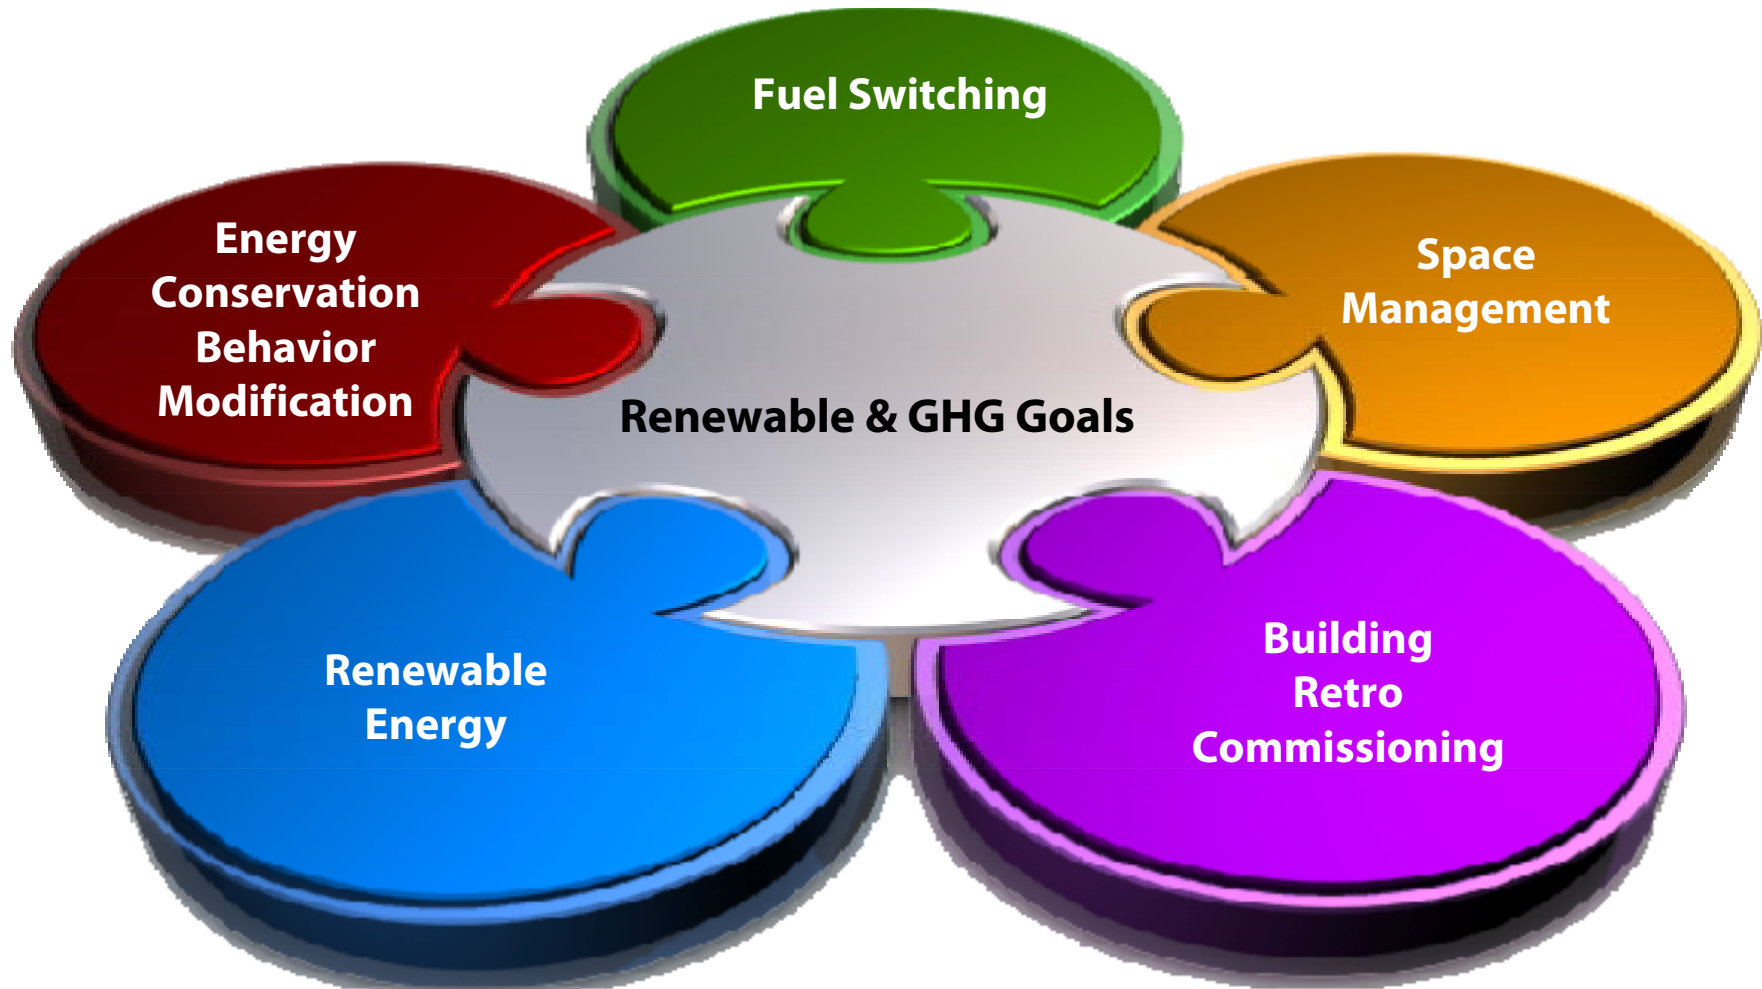 Fuel Switching
Energy
Conservation
Behavior
Modification
Space
Management
Renewable & GHG Goals
Renewable
Energy
Building
Retro
Commissioning